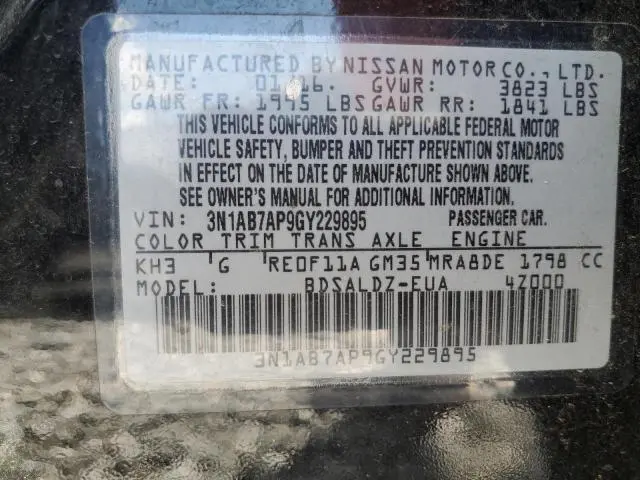 MANUFACTURED BY NISSAN MOTOR CO., LTD.
DATE: 01/16. GVWR: 3823 LBS
GAWR FR: 1995 LBS GAWR RR: 1841 LBS
THIS VEHICLE CONFORMS TO ALL APPLICABLE FEDERAL MOTOR
VEHICLE SAFETY, BUMPER AND THEFT PREVENTION STANDARDS
IN EFFECT ON THE DATE OF MANUFACTURE SHOWN ABOVE.
SEE OWNER'S MANUAL FOR ADDITIONAL INFORMATION.
VIN: 3N1AB7AP9GY229895 PASSENGER CAR.
COLOR TRIM TRANS AXLE ENGINE
KH3 G RE0F11A GM35 MRA8DE 1798 CC
MODEL: BDSALDZ-EUA 4Z000
3N1AB7AP9GY229895